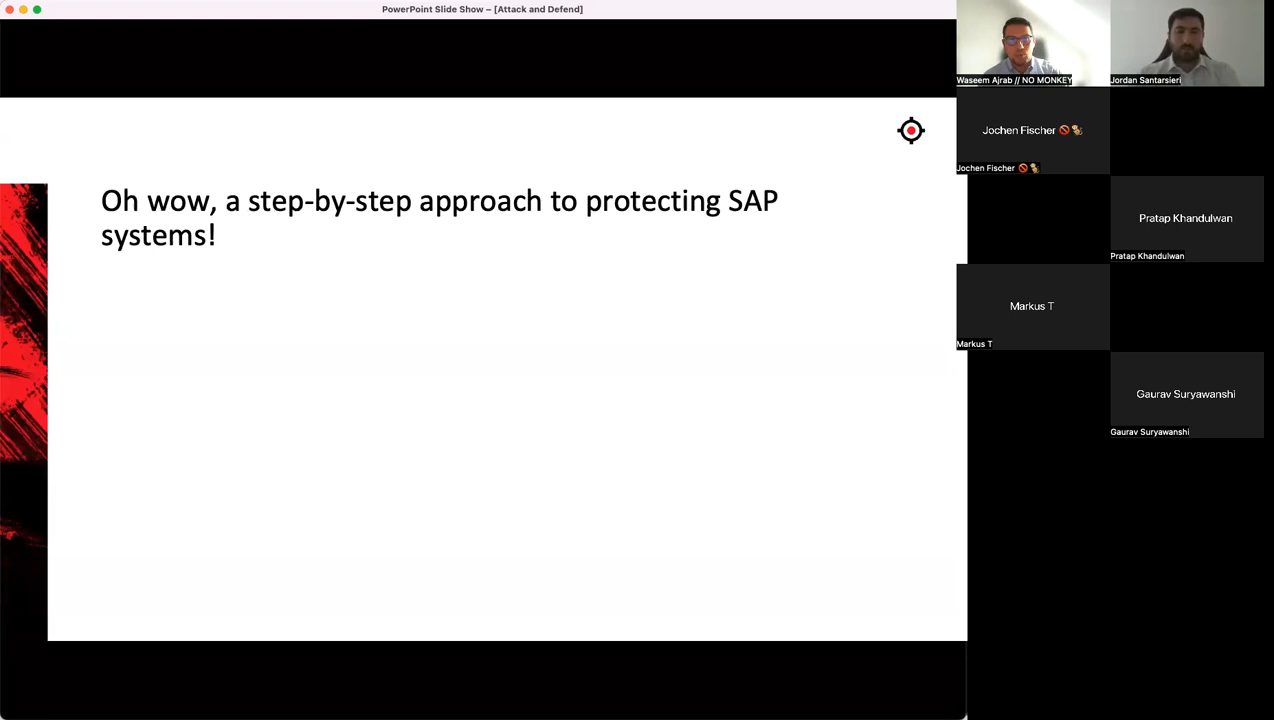 PowerPoint Slide Show – [Attack and Defend]
Oh wow, a step-by-step approach to protecting SAP
systems!
Waseem Ajrab // NO MONKEY
Jordan Santarsieri
Jochen Fischer 🚫🐒
Jochen Fischer 🚫🐒
Pratap Khandulwan
Pratap Khandulwan
Markus T
Markus T
Gaurav Suryawanshi
Gaurav Suryawanshi